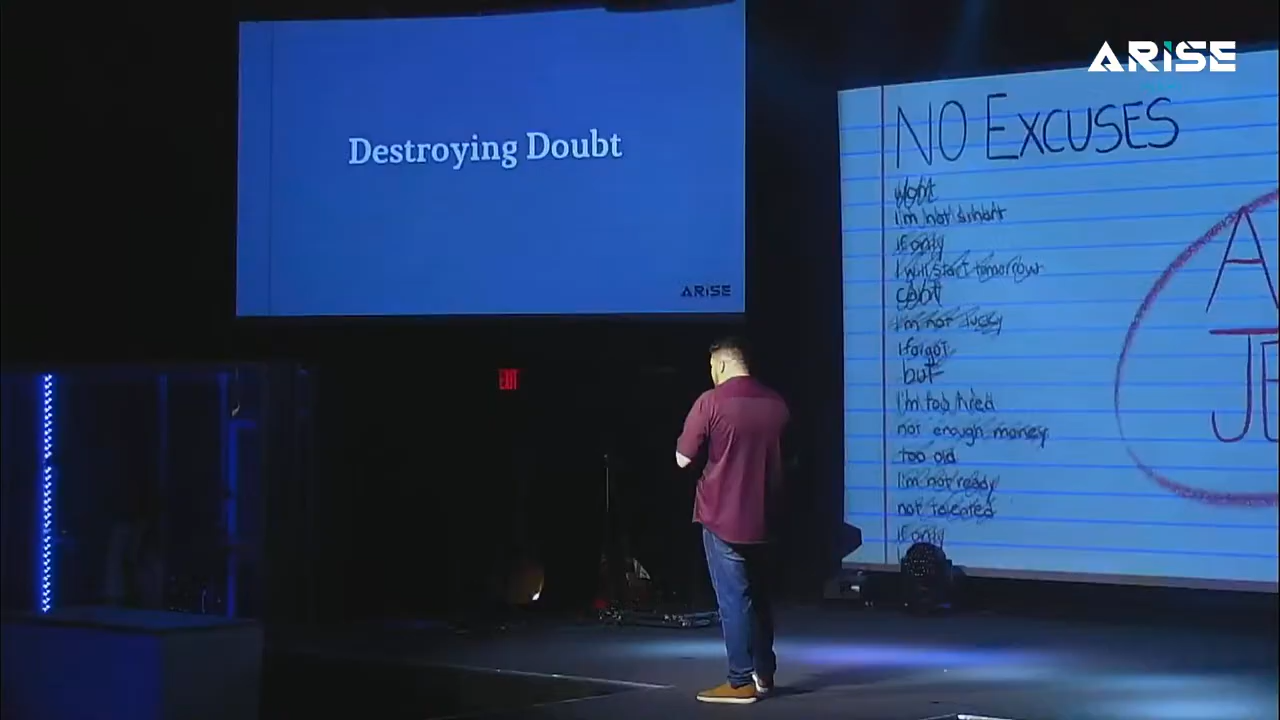 ARISE
Destroying Doubt
ARISE
EXIT
NO EXCUSES
won't
I'm not smart
if only
I will start tomorrow
can't
I'm not lucky
I forgot
but
I'm too tired
not enough money
too old
I'm not ready
not talented
if only
A
JE